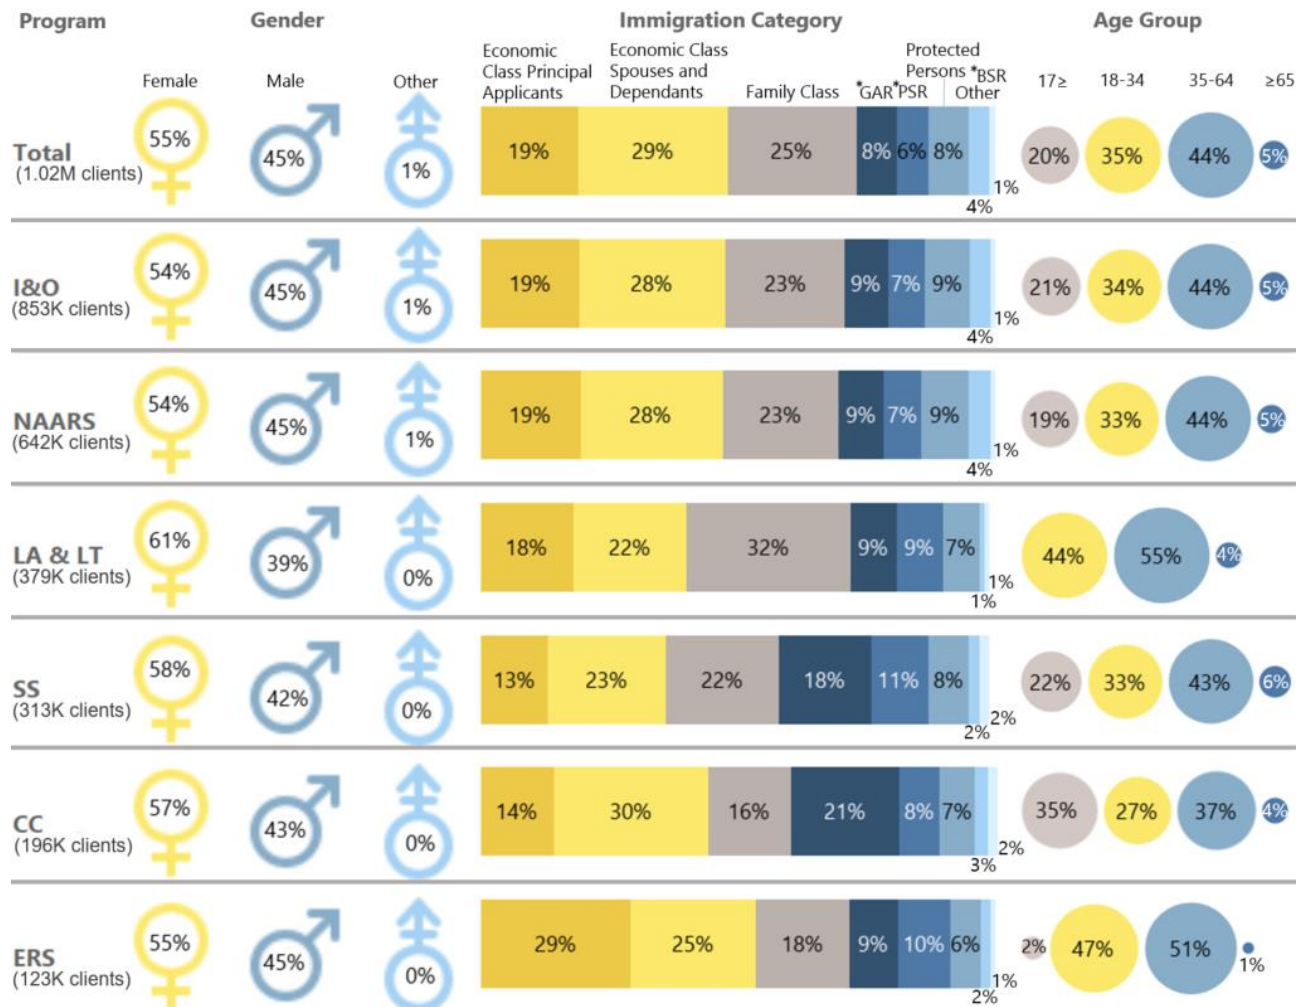 Program Gender Immigration Category Age Group
Female Male Other
Economic
Class Principal
Applicants
Economic Class
Spouses and
Dependants
Family Class
*GAR
*PSR
Protected
Persons
*BSR
Other
17≥ 18-34 35-64 ≥65
Total
(1.02M clients)
55% 45% 1%
19% 29% 25% 8% 6% 8% 4% 1%
20% 35% 44% 5%
I&O
(853K clients)
54% 45% 1%
19% 28% 23% 9% 7% 9% 4% 1%
21% 34% 44% 5%
NAARS
(642K clients)
54% 45% 1%
19% 28% 23% 9% 7% 9% 4% 1%
19% 33% 44% 5%
LA & LT
(379K clients)
61% 39% 0%
18% 22% 32% 9% 9% 7% 1% 1%
44% 55% 4%
SS
(313K clients)
58% 42% 0%
13% 23% 22% 18% 11% 8% 2% 2%
22% 33% 43% 6%
CC
(196K clients)
57% 43% 0%
14% 30% 16% 21% 8% 7% 3% 2%
35% 27% 37% 4%
ERS
(123K clients)
55% 45% 0%
29% 25% 18% 9% 10% 6% 2% 1%
2% 47% 51% 1%